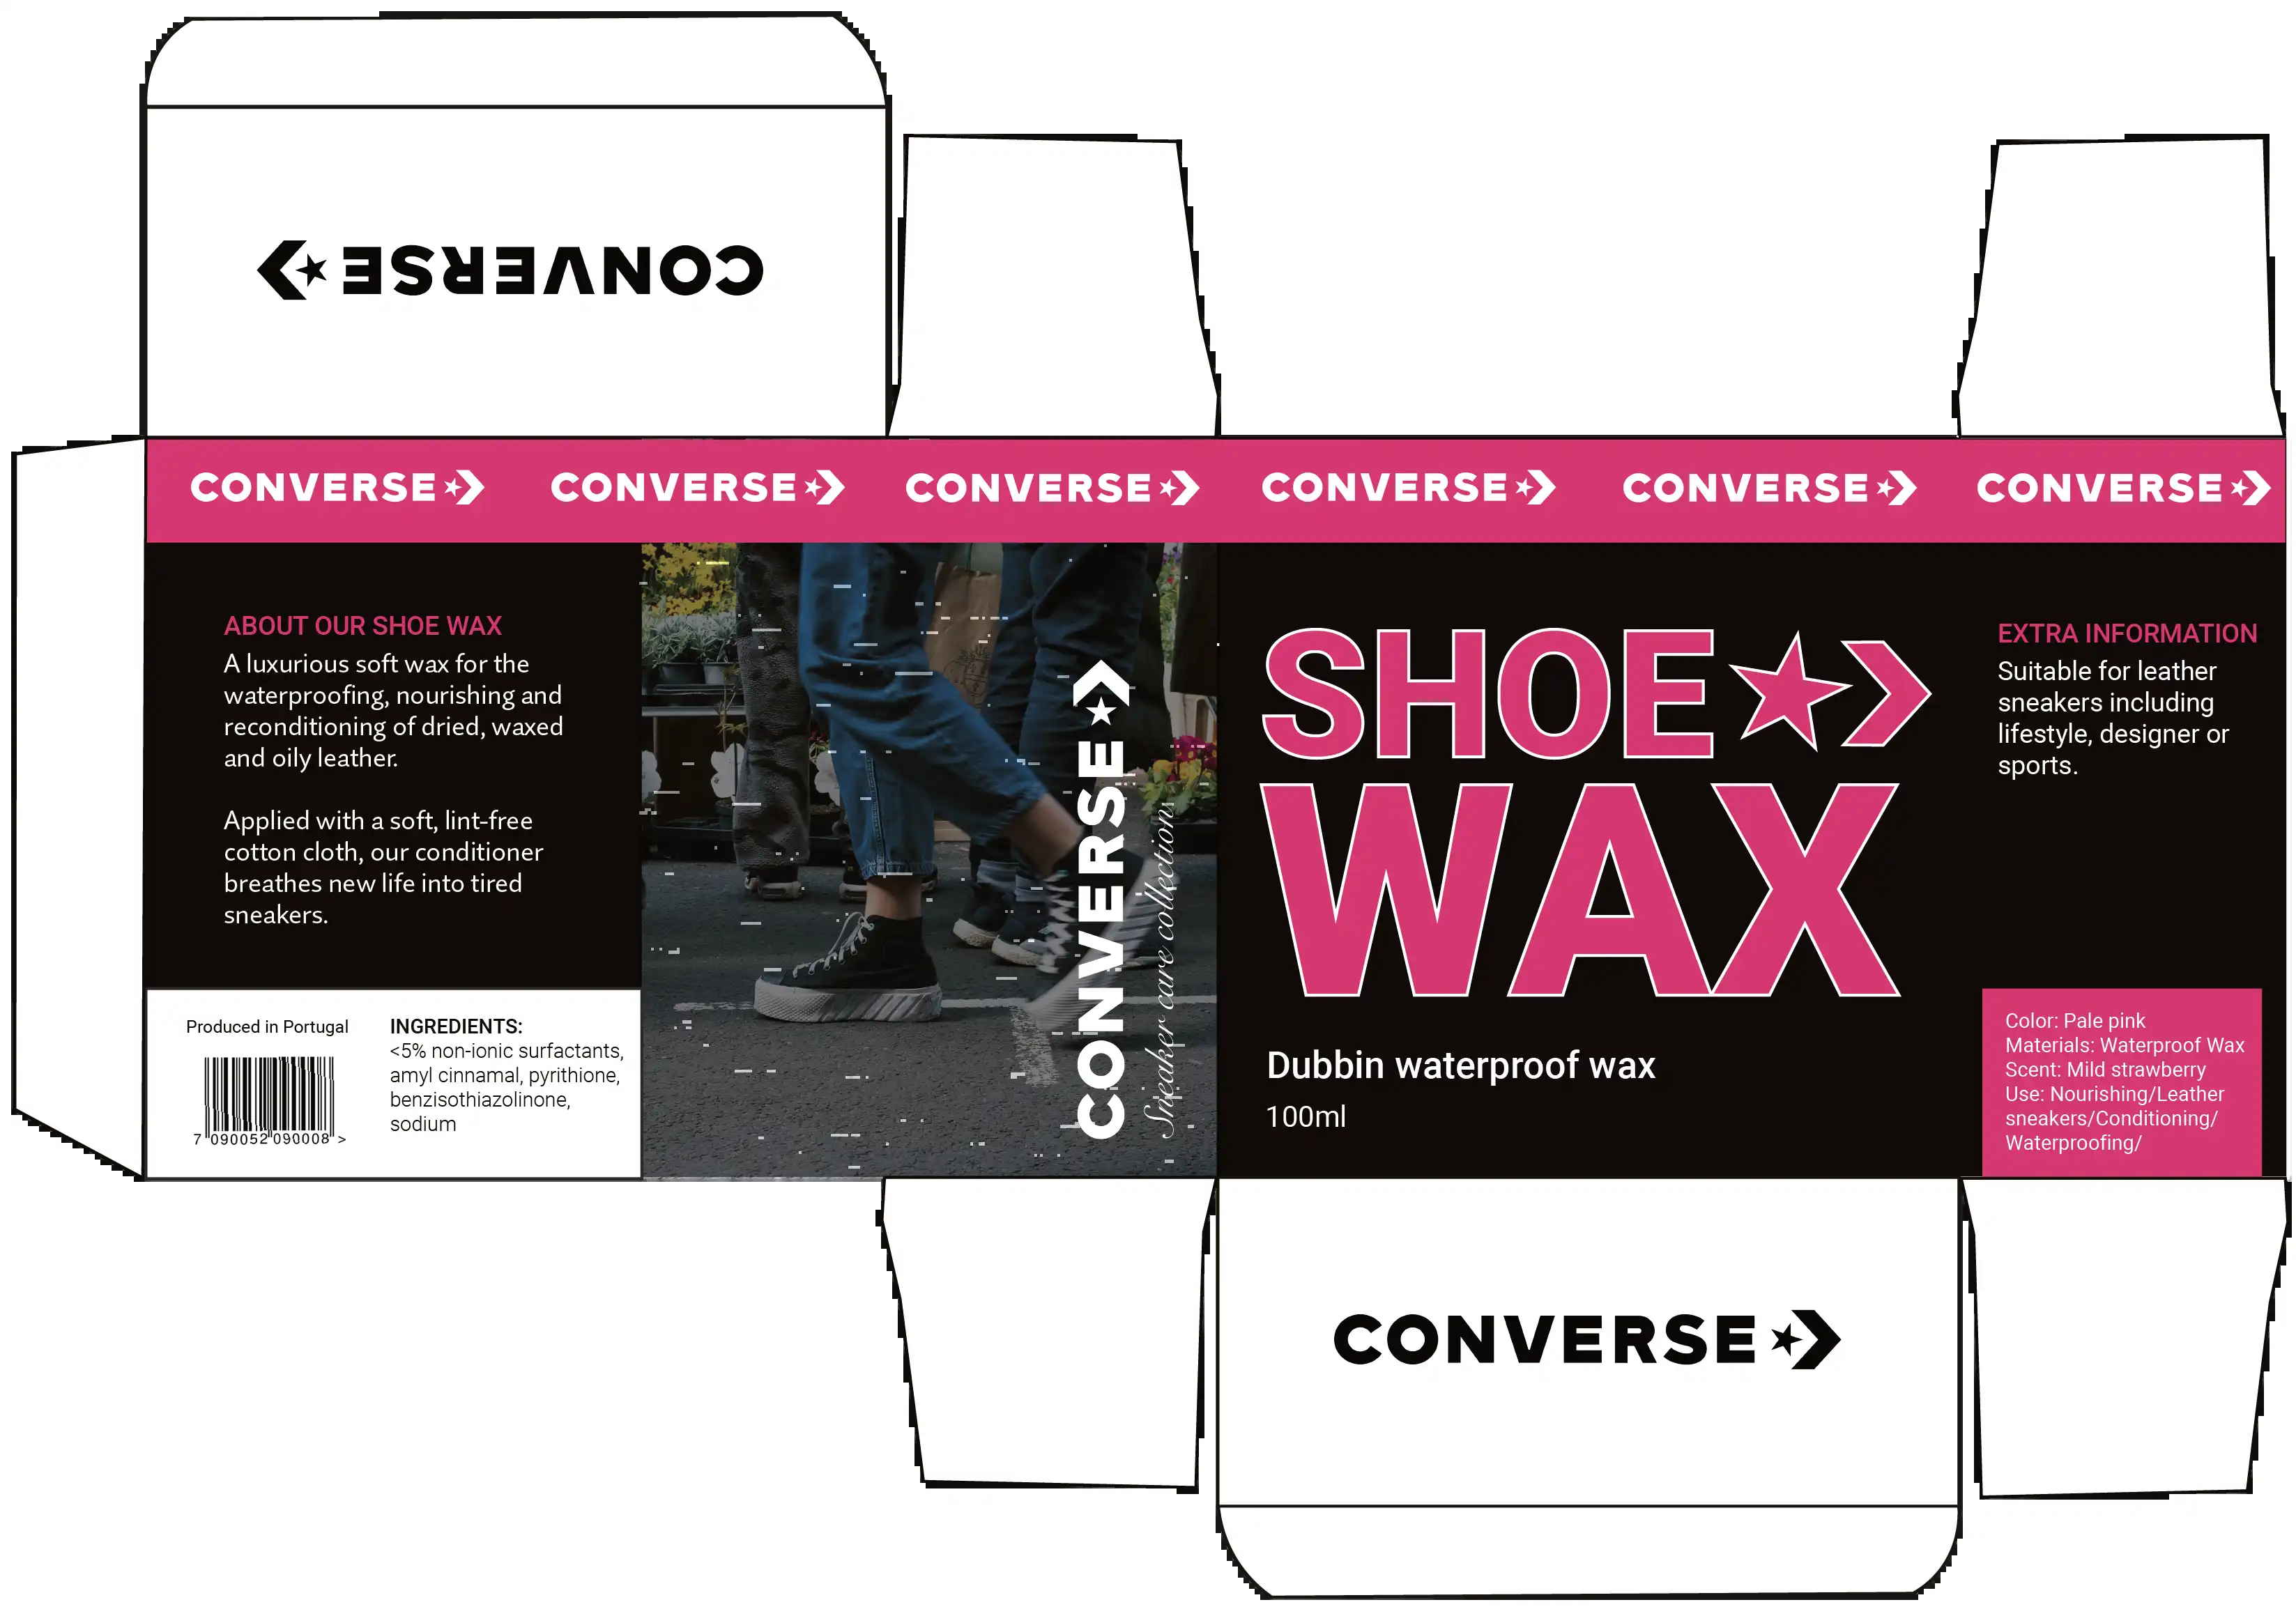 CONVERSE
CONVERSE CONVERSE CONVERSE CONVERSE CONVERSE CONVERSE
ABOUT OUR SHOE WAX
A luxurious soft wax for the
waterproofing, nourishing and
reconditioning of dried, waxed
and oily leather.
Applied with a soft, lint-free
cotton cloth, our conditioner
breathes new life into tired
sneakers.
Produced in Portugal
7 090052 090008 >
INGREDIENTS:
<5% non-ionic surfactants,
amyl cinnamal, pyrithione,
benzisothiazolinone,
sodium
CONVERSE
Sneaker care collection
SHOE
WAX
Dubbin waterproof wax
100ml
EXTRA INFORMATION
Suitable for leather
sneakers including
lifestyle, designer or
sports.
Color: Pale pink
Materials: Waterproof Wax
Scent: Mild strawberry
Use: Nourishing/Leather
sneakers/Conditioning/
Waterproofing/
CONVERSE